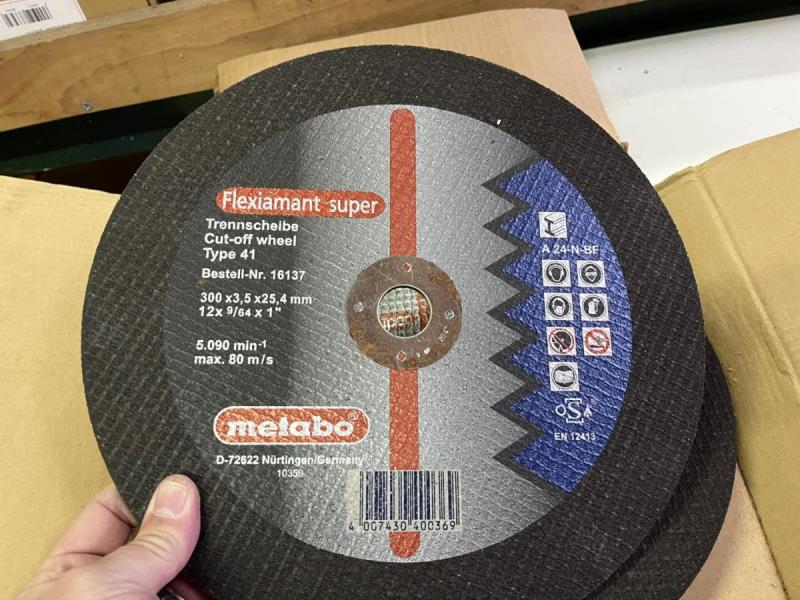 Flexiamant super
Trennscheibe
Cut-off wheel
Type 41
Bestell-Nr. 16137
300 x3,5 x25,4 mm
12x 9/64 x 1"
5.090 min-1
max. 80 m/s
metabo®
D-72622 Nürtingen/Germany
10359
4 007430 400369
A 24-N-BF
oSa®
EN 12413